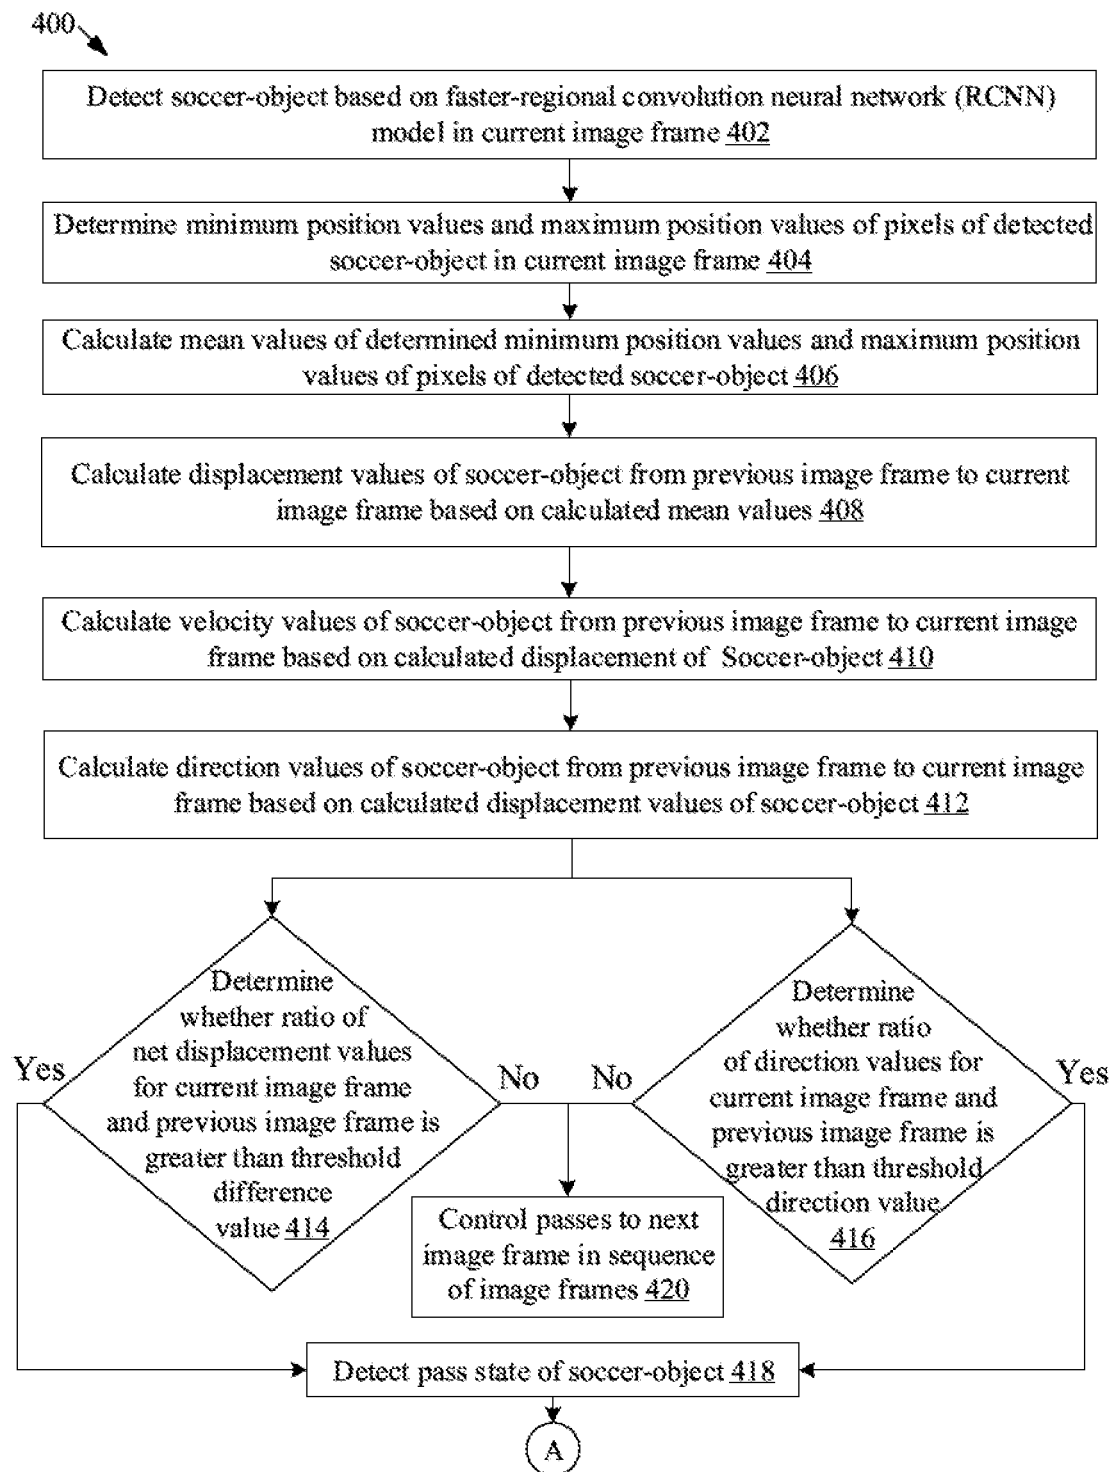 400
Detect soccer-object based on faster-regional convolution neural network (RCNN)
model in current image frame 402
Determine minimum position values and maximum position values of pixels of detected
soccer-object in current image frame 404
Calculate mean values of determined minimum position values and maximum position
values of pixels of detected soccer-object 406
Calculate displacement values of soccer-object from previous image frame to current
image frame based on calculated mean values 408
Calculate velocity values of soccer-object from previous image frame to current image
frame based on calculated displacement of Soccer-object 410
Calculate direction values of soccer-object from previous image frame to current image
frame based on calculated displacement values of soccer-object 412
Determine
whether ratio of
net displacement values
for current image frame
and previous image frame is
greater than threshold
difference
value 414
Yes
No
No
Determine
whether ratio
of direction values for
current image frame and
previous image frame is
greater than threshold
direction value
416
Yes
Control passes to next
image frame in sequence
of image frames 420
Detect pass state of soccer-object 418
A